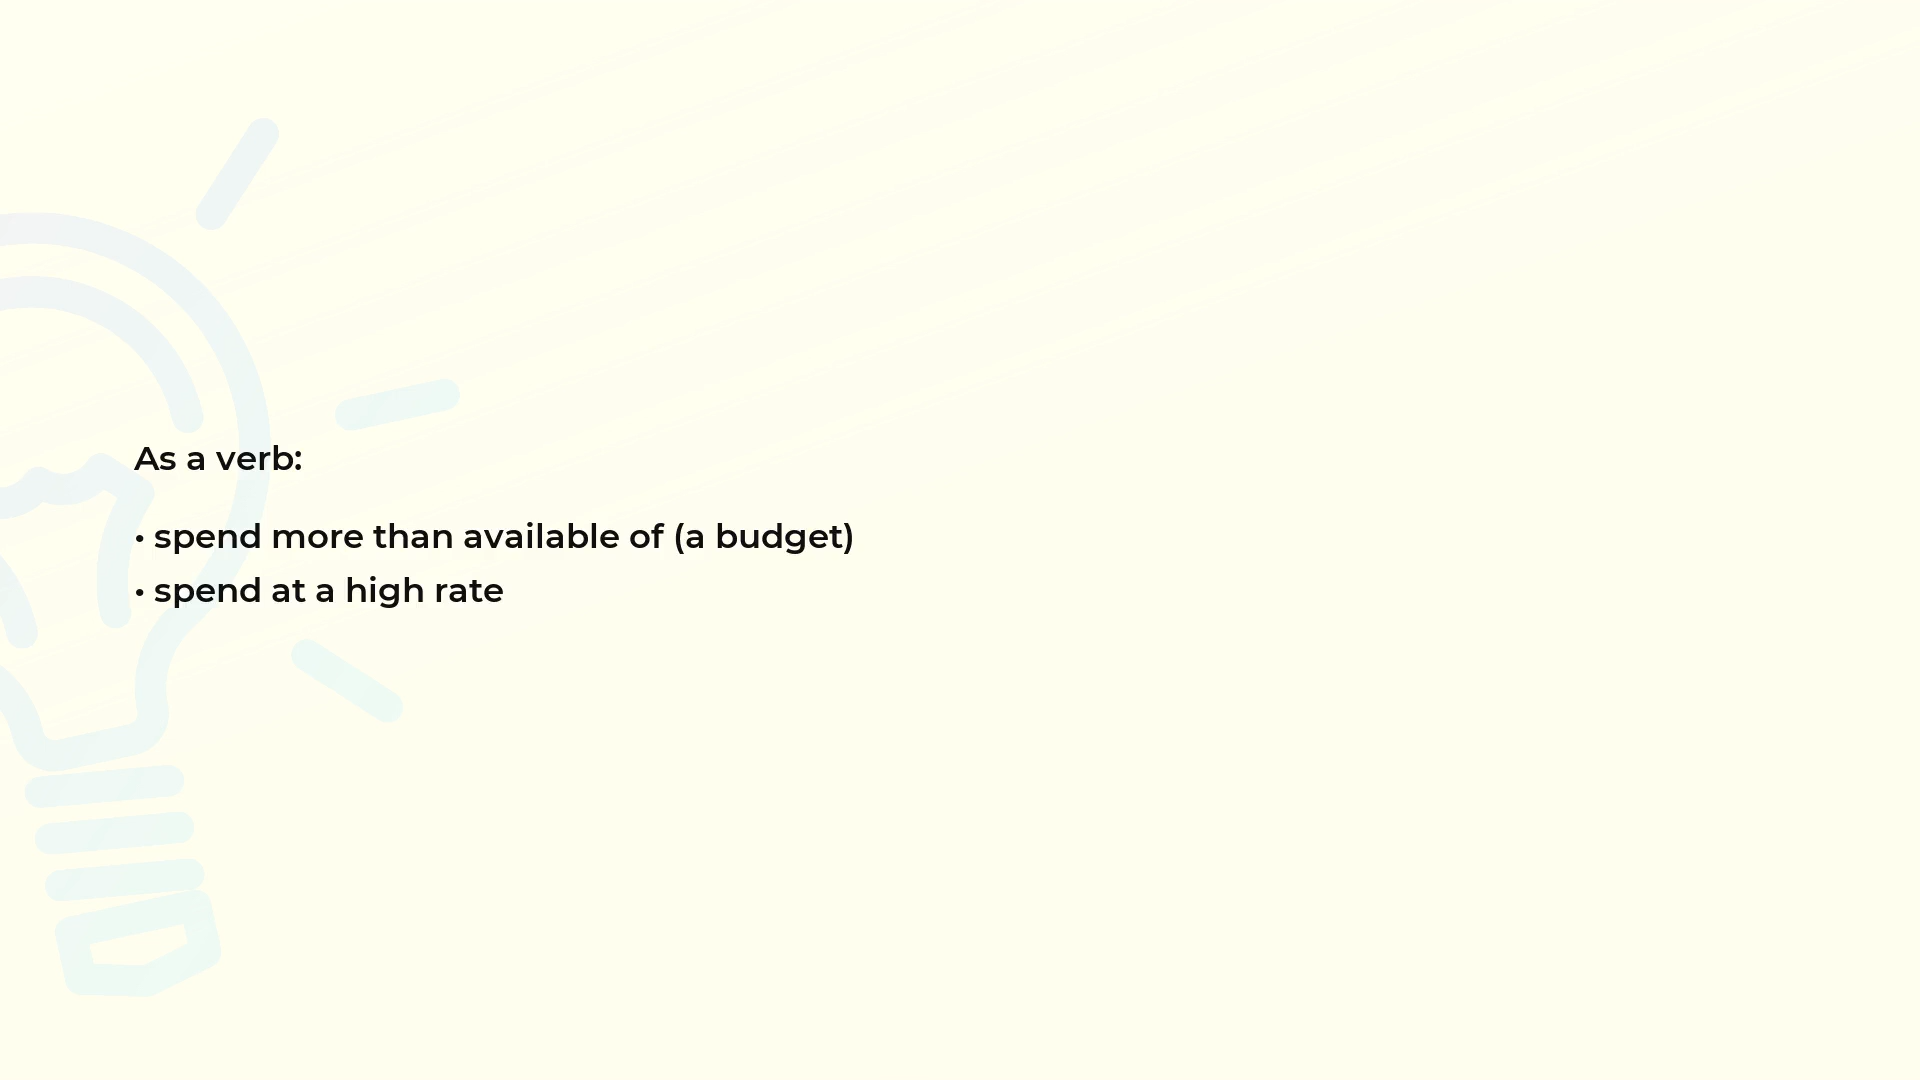 As a verb:
• spend more than available of (a budget)
• spend at a high rate